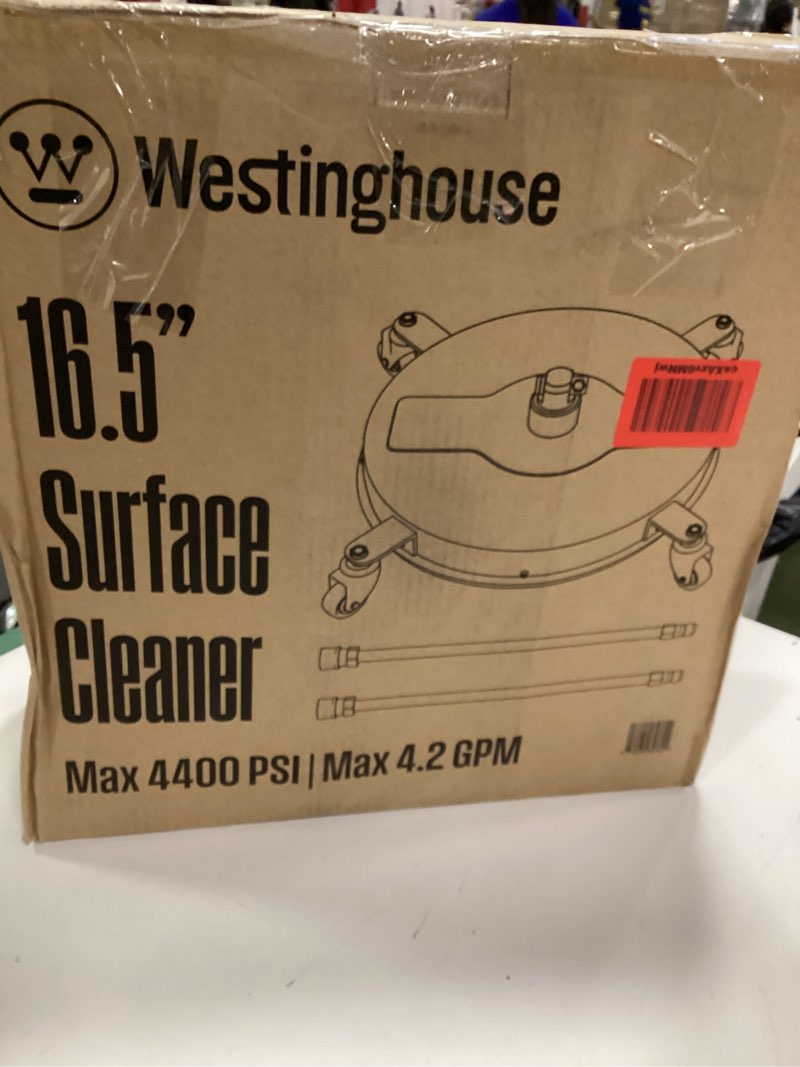 Westinghouse
16.5”
Surface
Cleaner
Max 4400 PSI | Max 4.2 GPM